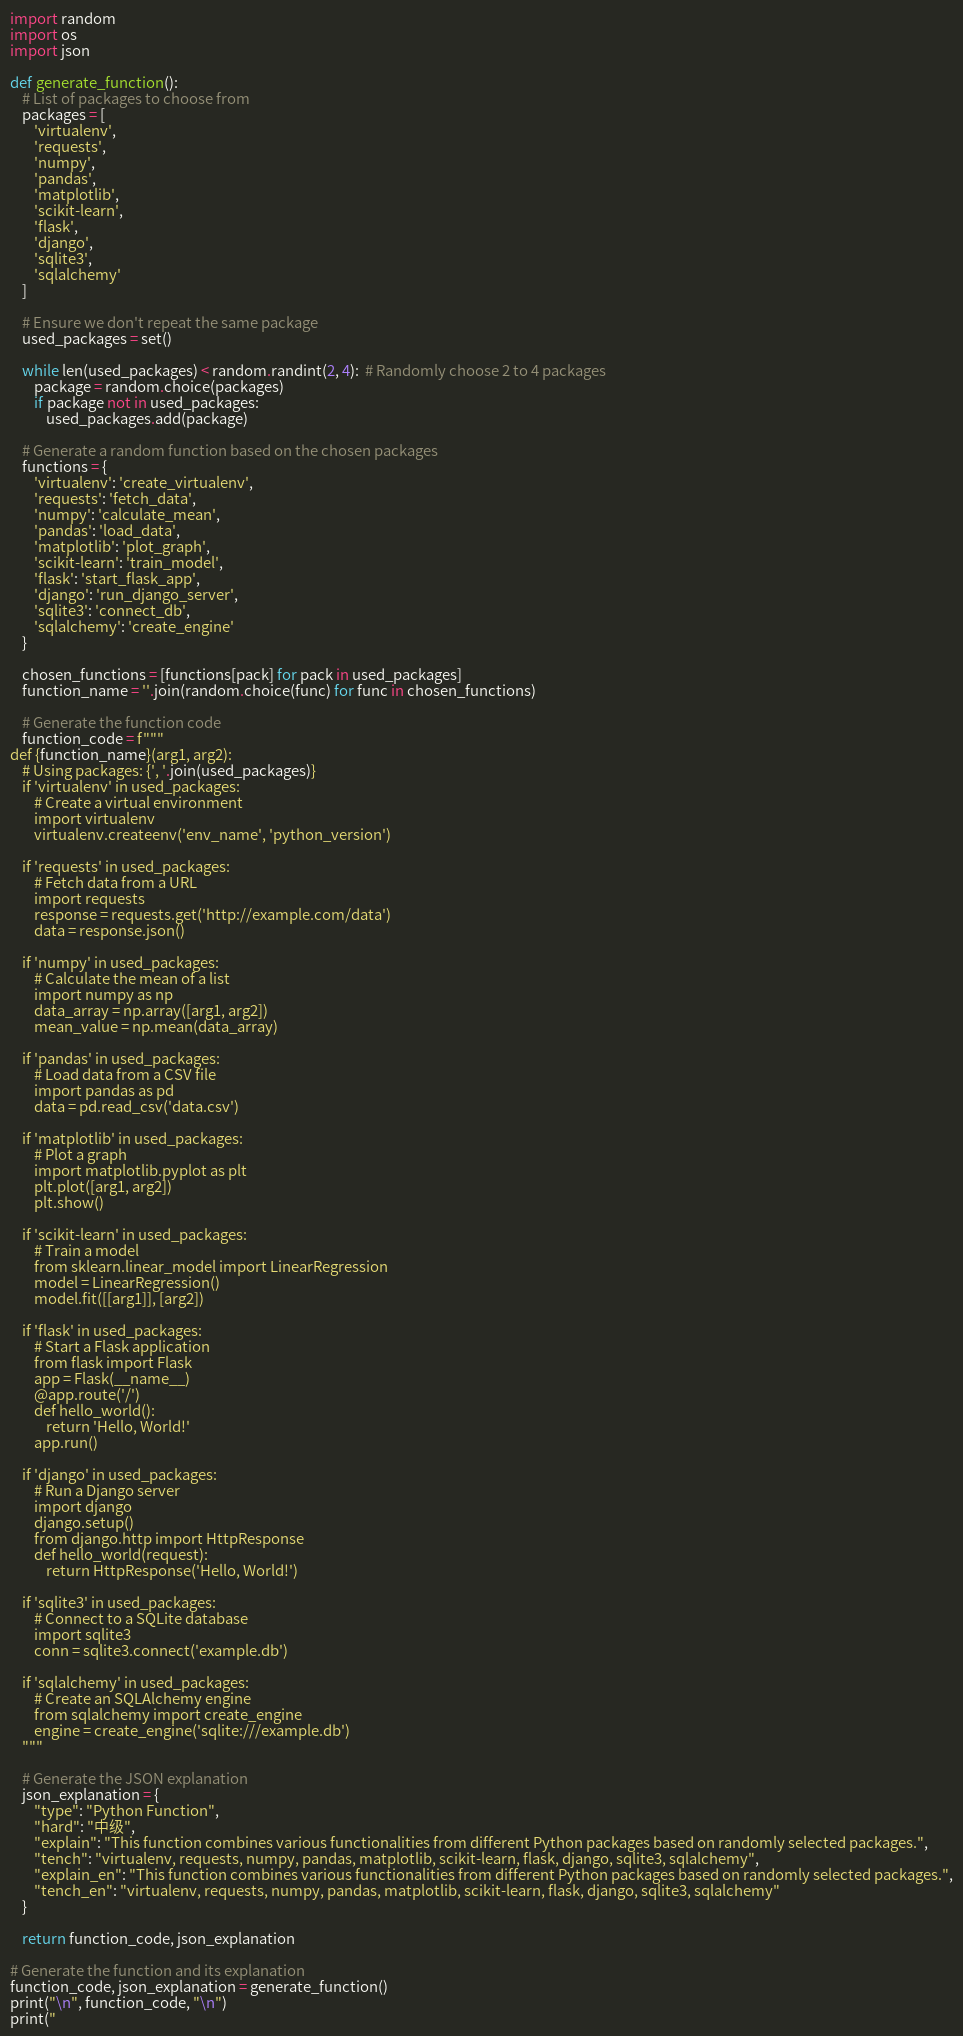 import random
import os
import json

def generate_function():
    # List of packages to choose from
    packages = [
        'virtualenv',
        'requests',
        'numpy',
        'pandas',
        'matplotlib',
        'scikit-learn',
        'flask',
        'django',
        'sqlite3',
        'sqlalchemy'
    ]

    # Ensure we don't repeat the same package
    used_packages = set()

    while len(used_packages) < random.randint(2, 4):  # Randomly choose 2 to 4 packages
        package = random.choice(packages)
        if package not in used_packages:
            used_packages.add(package)

    # Generate a random function based on the chosen packages
    functions = {
        'virtualenv': 'create_virtualenv',
        'requests': 'fetch_data',
        'numpy': 'calculate_mean',
        'pandas': 'load_data',
        'matplotlib': 'plot_graph',
        'scikit-learn': 'train_model',
        'flask': 'start_flask_app',
        'django': 'run_django_server',
        'sqlite3': 'connect_db',
        'sqlalchemy': 'create_engine'
    }

    chosen_functions = [functions[pack] for pack in used_packages]
    function_name = ''.join(random.choice(func) for func in chosen_functions)

    # Generate the function code
    function_code = f"""
def {function_name}(arg1, arg2):
    # Using packages: {', '.join(used_packages)}
    if 'virtualenv' in used_packages:
        # Create a virtual environment
        import virtualenv
        virtualenv.createenv('env_name', 'python_version')

    if 'requests' in used_packages:
        # Fetch data from a URL
        import requests
        response = requests.get('http://example.com/data')
        data = response.json()

    if 'numpy' in used_packages:
        # Calculate the mean of a list
        import numpy as np
        data_array = np.array([arg1, arg2])
        mean_value = np.mean(data_array)

    if 'pandas' in used_packages:
        # Load data from a CSV file
        import pandas as pd
        data = pd.read_csv('data.csv')

    if 'matplotlib' in used_packages:
        # Plot a graph
        import matplotlib.pyplot as plt
        plt.plot([arg1, arg2])
        plt.show()

    if 'scikit-learn' in used_packages:
        # Train a model
        from sklearn.linear_model import LinearRegression
        model = LinearRegression()
        model.fit([[arg1]], [arg2])

    if 'flask' in used_packages:
        # Start a Flask application
        from flask import Flask
        app = Flask(__name__)
        @app.route('/')
        def hello_world():
            return 'Hello, World!'
        app.run()

    if 'django' in used_packages:
        # Run a Django server
        import django
        django.setup()
        from django.http import HttpResponse
        def hello_world(request):
            return HttpResponse('Hello, World!')

    if 'sqlite3' in used_packages:
        # Connect to a SQLite database
        import sqlite3
        conn = sqlite3.connect('example.db')

    if 'sqlalchemy' in used_packages:
        # Create an SQLAlchemy engine
        from sqlalchemy import create_engine
        engine = create_engine('sqlite:///example.db')
    """

    # Generate the JSON explanation
    json_explanation = {
        "type": "Python Function",
        "hard": "中级",
        "explain": "This function combines various functionalities from different Python packages based on randomly selected packages.",
        "tench": "virtualenv, requests, numpy, pandas, matplotlib, scikit-learn, flask, django, sqlite3, sqlalchemy",
        "explain_en": "This function combines various functionalities from different Python packages based on randomly selected packages.",
        "tench_en": "virtualenv, requests, numpy, pandas, matplotlib, scikit-learn, flask, django, sqlite3, sqlalchemy"
    }

    return function_code, json_explanation

# Generate the function and its explanation
function_code, json_explanation = generate_function()
print("\n", function_code, "\n")
print("